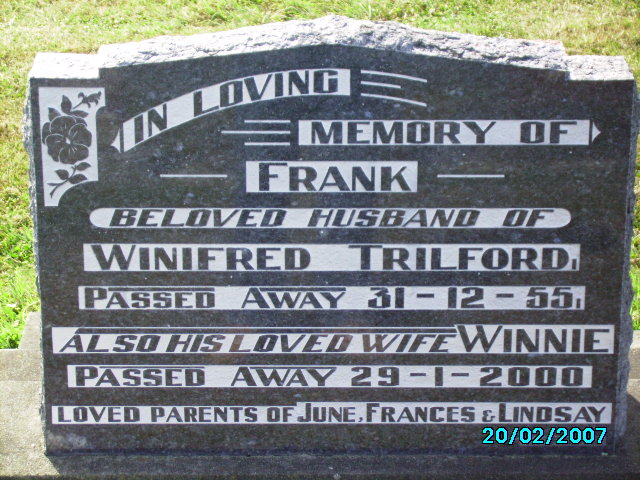 IN LOVING
MEMORY OF
FRANK
BELOVED HUSBAND OF
WINIFRED TRILFORD,
PASSED AWAY 31-12-55,
ALSO HIS LOVED WIFE WINNIE
PASSED AWAY 29-1-2000
LOVED PARENTS OF JUNE, FRANCES & LINDSAY
20/02/2007